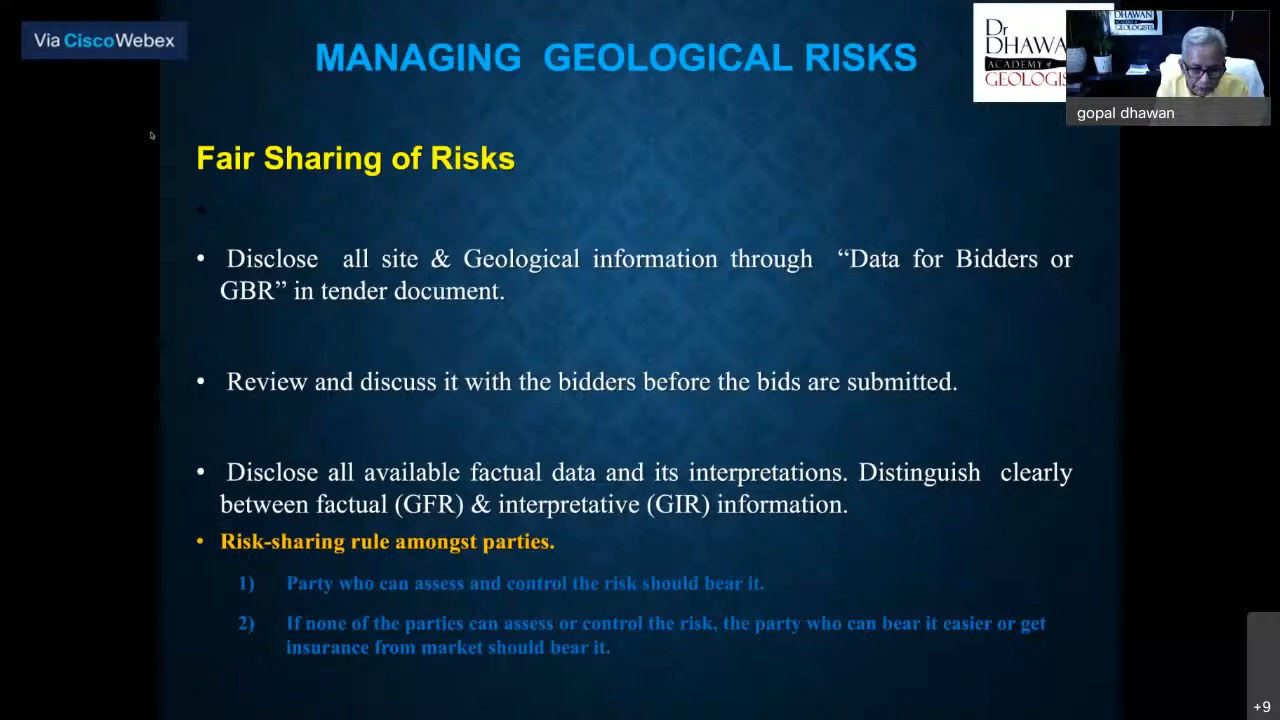 Via CiscoWebex
MANAGING GEOLOGICAL RISKS
Dr
DHAWA
ACADEMY of
GEOLOGIS
DHAWAN
GEOLOGISTS
gopal dhawan
Fair Sharing of Risks
• Disclose all site & Geological information through “Data for Bidders or
GBR” in tender document.
• Review and discuss it with the bidders before the bids are submitted.
• Disclose all available factual data and its interpretations. Distinguish clearly
between factual (GFR) & interpretative (GIR) information.
• Risk-sharing rule amongst parties.
1) Party who can assess and control the risk should bear it.
2) If none of the parties can assess or control the risk, the party who can bear it easier or get
insurance from market should bear it.
+9